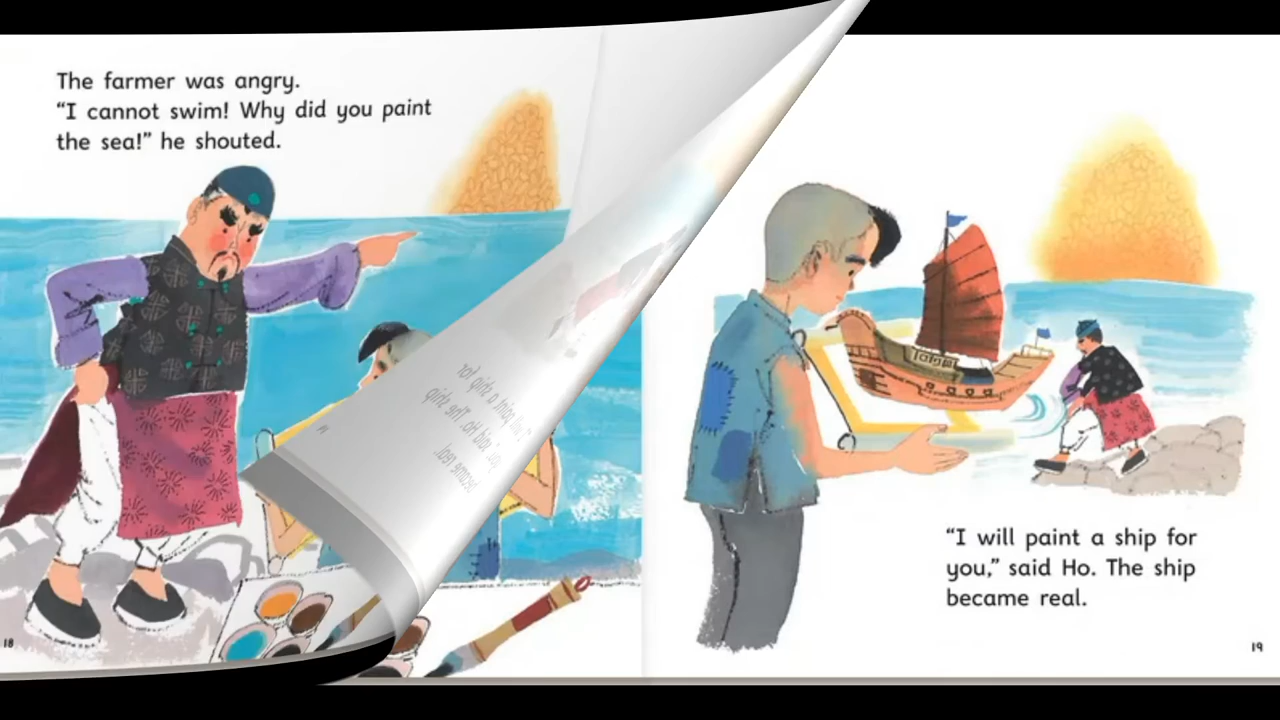 The farmer was angry.
“I cannot swim! Why did you paint
the sea!” he shouted.
18
“I will paint a ship for
you,” said Ho. The ship
became real.
19